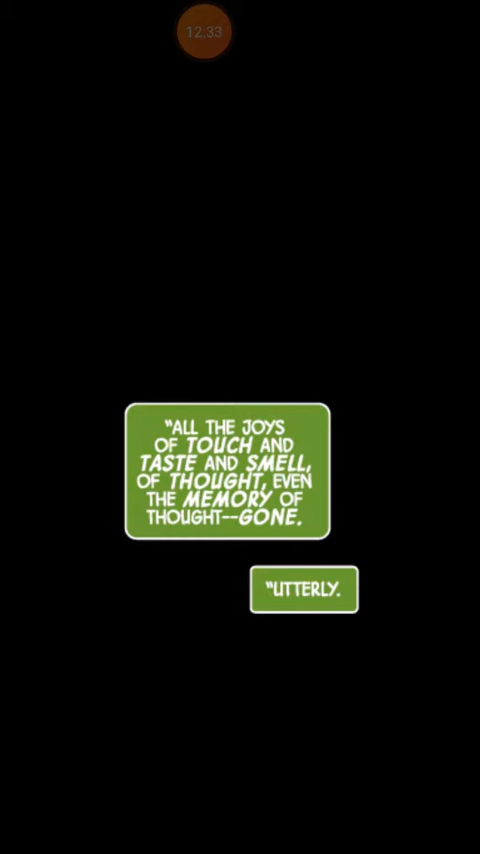 12:33
"ALL THE JOYS
OF TOUCH AND
TASTE AND SMELL,
OF THOUGHT, EVEN
THE MEMORY OF
THOUGHT--GONE.
"UTTERLY.